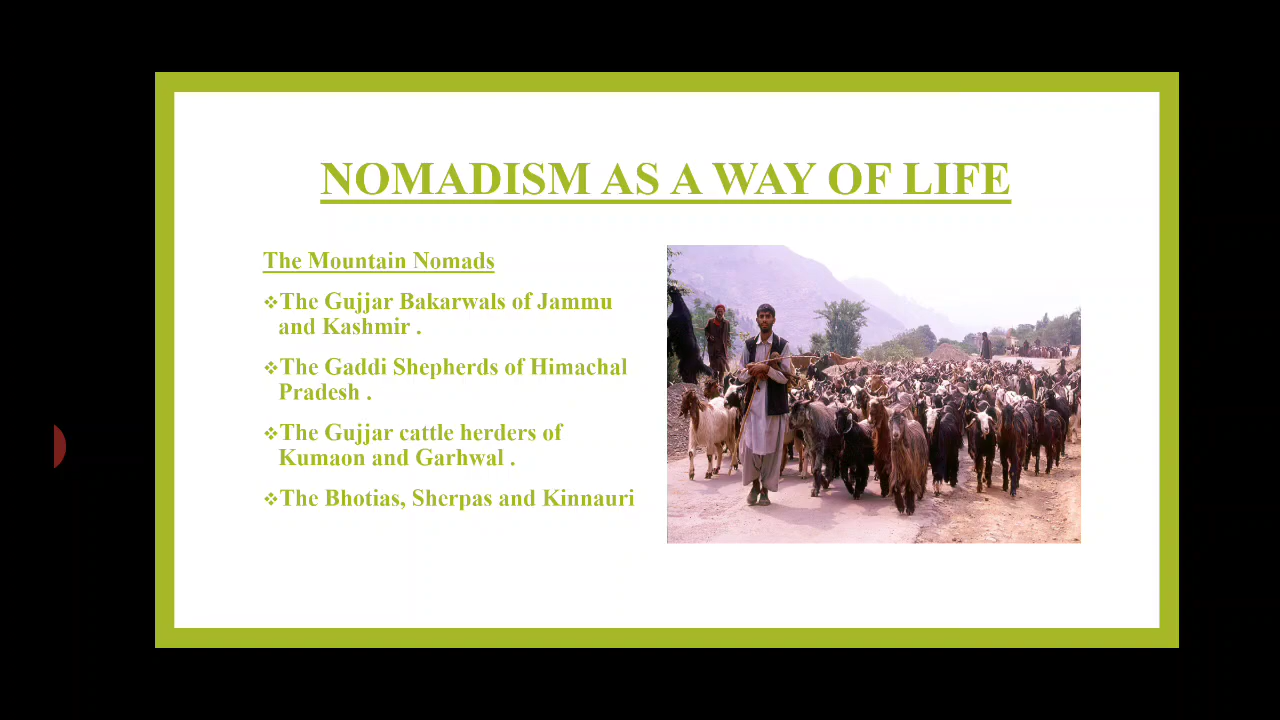 NOMADISM AS A WAY OF LIFE
The Mountain Nomads
❖The Gujjar Bakarwals of Jammu
and Kashmir .
❖The Gaddi Shepherds of Himachal
Pradesh .
❖The Gujjar cattle herders of
Kumaon and Garhwal .
❖The Bhotias, Sherpas and Kinnauri